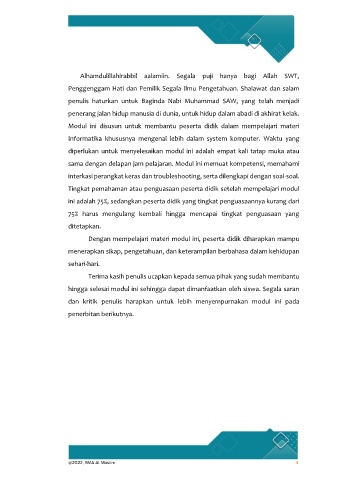 Alhamdulillahirabbil aalamiin. Segala puji hanya bagi Allah SWT,
Penggenggam Hati dan Pemilik Segala Ilmu Pengetahuan. Shalawat dan salam
penulis haturkan untuk Baginda Nabi Muhammad SAW, yang telah menjadi
penerang jalan hidup manusia di dunia, untuk hidup dalam abadi di akhirat kelak.
Modul ini disusun untuk membantu peserta didik dalam mempelajari materi
Informatika khususnya mengenal lebih dalam system komputer. Waktu yang
diperlukan untuk menyelesaikan modul ini adalah empat kali tatap muka atau
sama dengan delapan jam pelajaran. Modul ini memuat kompetensi, memahami
interkasi perangkat keras dan troubleshooting, serta dilengkapi dengan soal-soal.
Tingkat pemahaman atau penguasaan peserta didik setelah mempelajari modul
ini adalah 75%, sedangkan peserta didik yang tingkat penguasaannya kurang dari
75% harus mengulang kembali hingga mencapai tingkat penguasaan yang
ditetapkan.
Dengan mempelajari materi modul ini, peserta didik diharapkan mampu
menerapkan sikap, pengetahuan, dan keterampilan berbahasa dalam kehidupan
sehari-hari.
Terima kasih penulis ucapkan kepada semua pihak yang sudah membantu
hingga selesai modul ini sehingga dapat dimanfaatkan oleh siswa. Segala saran
dan kritik penulis harapkan untuk lebih menyempurnakan modul ini pada
penerbitan berikutnya.
@2022, SMA Al